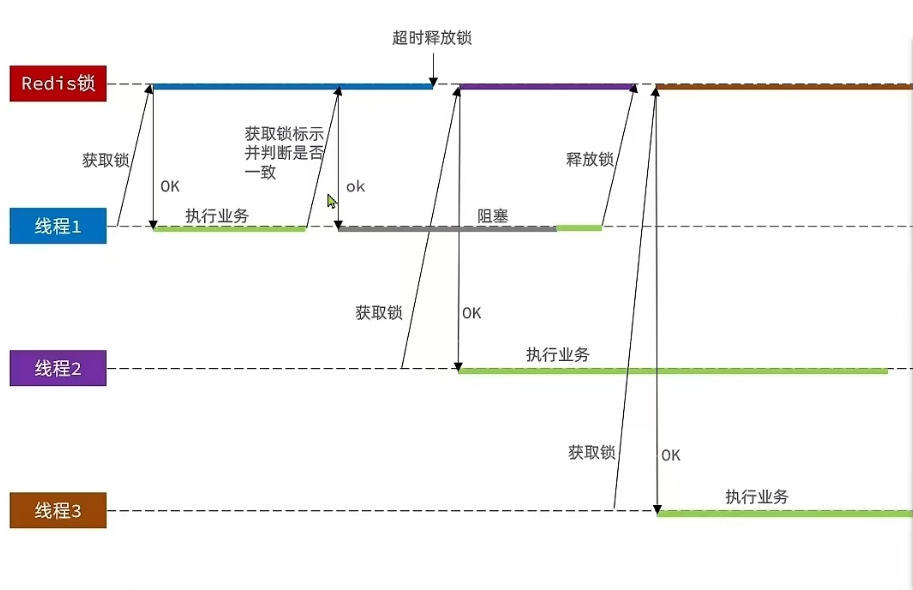 超时释放锁
Redis锁
获取锁
OK
获取锁标示
并判断是否
一致
ok
释放锁
线程1
执行业务
阻塞
获取锁
OK
线程2
执行业务
获取锁
OK
线程3
执行业务